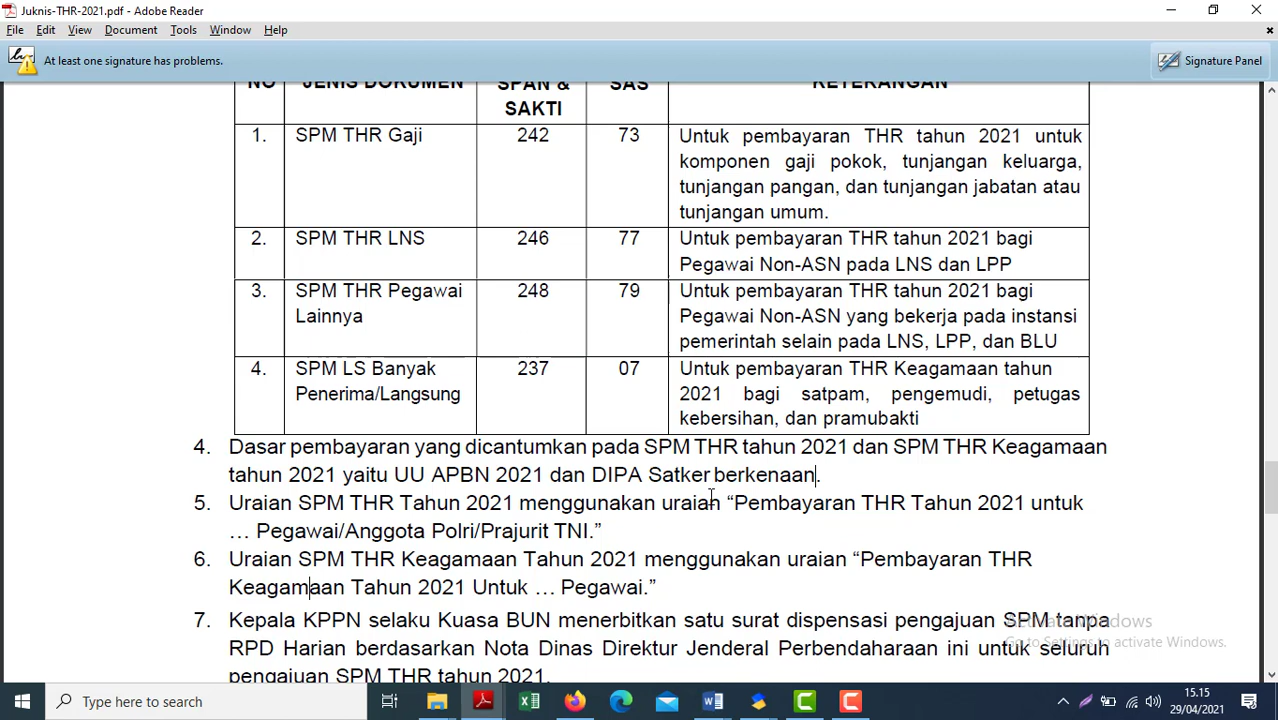 Juknis-THR-2021.pdf - Adobe Reader
File Edit View Document Tools Window Help
At least one signature has problems.
Signature Panel
NO JENIS DOKUMEN SPAN & SAS KETERANGAN
SAKTI
1. SPM THR Gaji 242 73 Untuk pembayaran THR tahun 2021 untuk
komponen gaji pokok, tunjangan keluarga,
tunjangan pangan, dan tunjangan jabatan atau
tunjangan umum.
2. SPM THR LNS 246 77 Untuk pembayaran THR tahun 2021 bagi
Pegawai Non-ASN pada LNS dan LPP
3. SPM THR Pegawai 248 79 Untuk pembayaran THR tahun 2021 bagi
Lainnya Pegawai Non-ASN yang bekerja pada instansi
pemerintah selain pada LNS, LPP, dan BLU
4. SPM LS Banyak 237 07 Untuk pembayaran THR Keagamaan tahun
Penerima/Langsung 2021 bagi satpam, pengemudi, petugas
kebersihan, dan pramubakti
4. Dasar pembayaran yang dicantumkan pada SPM THR tahun 2021 dan SPM THR Keagamaan
tahun 2021 yaitu UU APBN 2021 dan DIPA Satker berkenaan.
5. Uraian SPM THR Tahun 2021 menggunakan uraian “Pembayaran THR Tahun 2021 untuk
… Pegawai/Anggota Polri/Prajurit TNI.”
6. Uraian SPM THR Keagamaan Tahun 2021 menggunakan uraian “Pembayaran THR
Keagamaan Tahun 2021 Untuk … Pegawai.”
7. Kepala KPPN selaku Kuasa BUN menerbitkan satu surat dispensasi pengajuan SPM tanpa
RPD Harian berdasarkan Nota Dinas Direktur Jenderal Perbendaharaan ini untuk seluruh
pengajuan SPM THR tahun 2021.
Activate Windows
Go to Settings to activate Windows.
Type here to search
15.15
29/04/2021